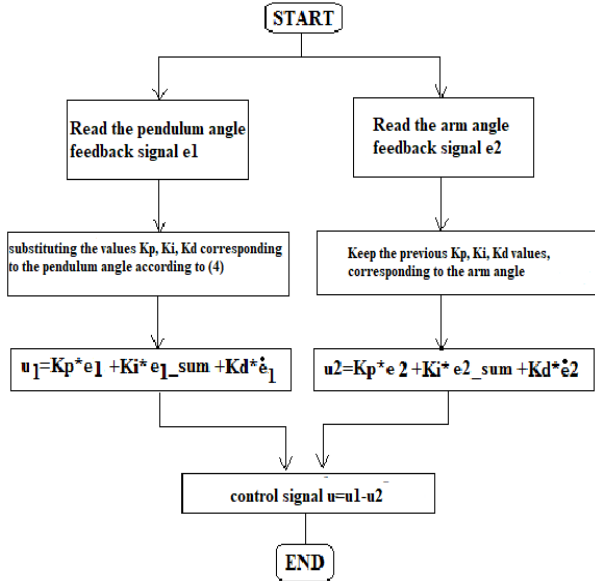 START
Read the pendulum angle
feedback signal e1
Read the arm angle
feedback signal e2
substituting the values Kp, Ki, Kd corresponding
to the pendulum angle according to (4)
Keep the previous Kp, Ki, Kd values,
corresponding to the arm angle
u1=Kp*e1 +Ki*e1_sum +Kd*ė1
u2=Kp*e2 +Ki*e2_sum +Kd*ė2
control signal u=u1-u2
END